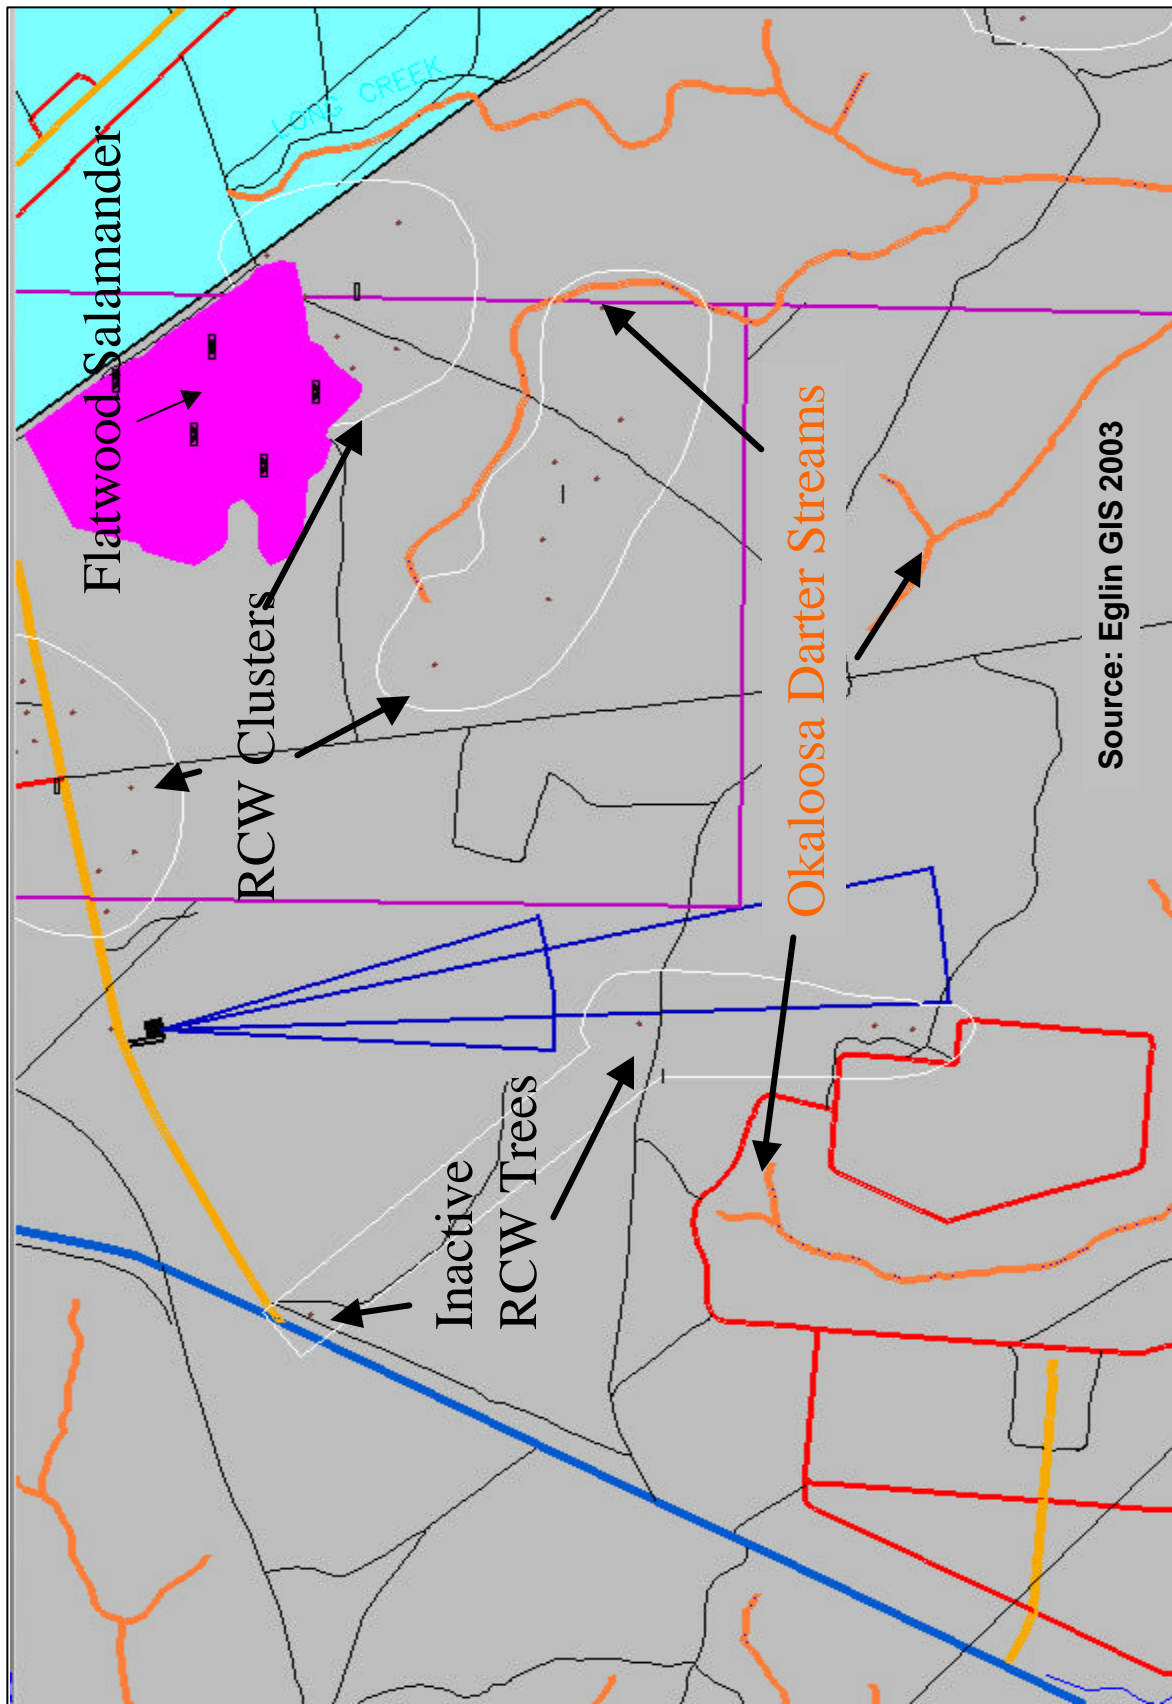 LONG CREEK
Flatwood Salamander
RCW Clusters
Inactive
RCW Trees
Okaloosa Darter Streams
Source: Eglin GIS 2003